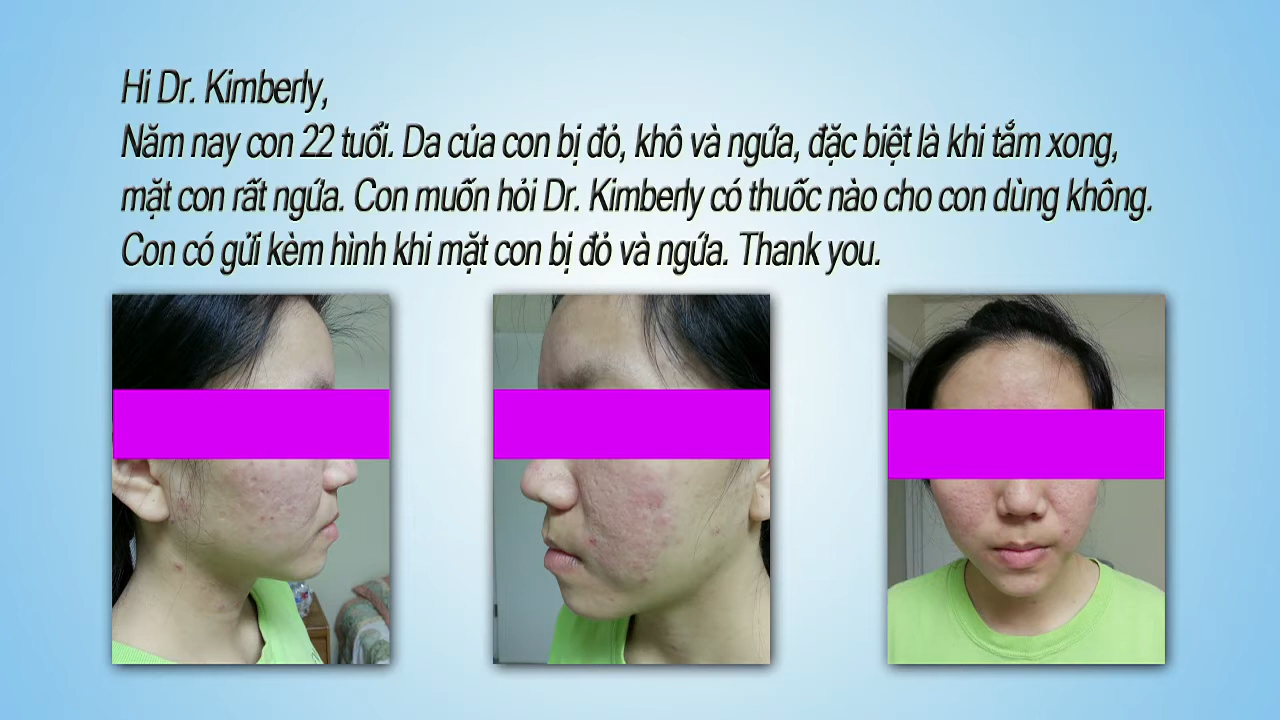 Hi Dr. Kimberly,
Năm nay con 22 tuổi. Da của con bị đỏ, khô và ngứa, đặc biệt là khi tắm xong,
mặt con rất ngứa. Con muốn hỏi Dr. Kimberly có thuốc nào cho con dùng không.
Con có gửi kèm hình khi mặt con bị đỏ và ngứa. Thank you.